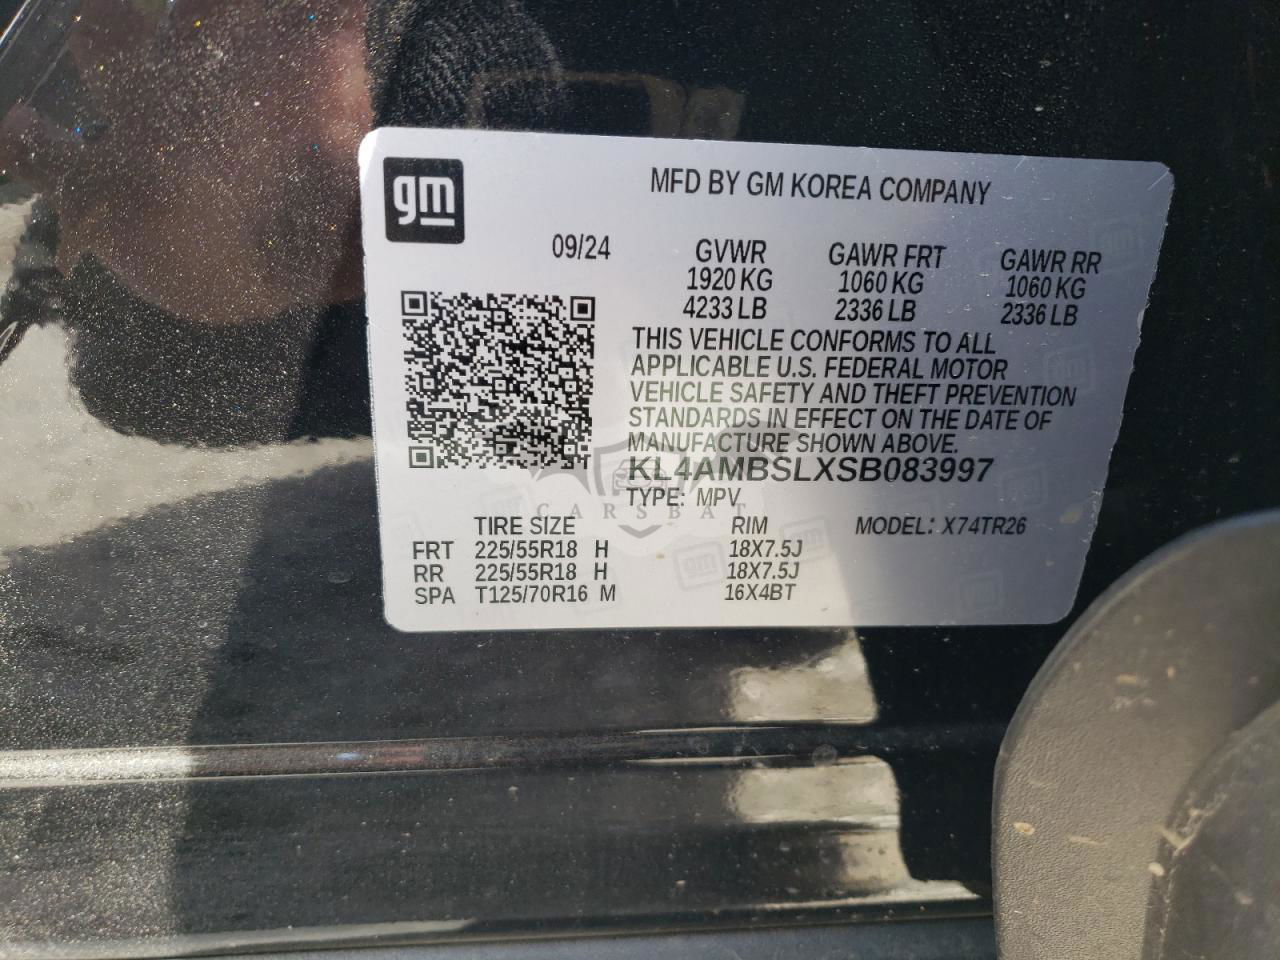 gm
MFD BY GM KOREA COMPANY
09/24
GVWR GAWR FRT GAWR RR
1920 KG 1060 KG 1060 KG
4233 LB 2336 LB 2336 LB
THIS VEHICLE CONFORMS TO ALL
APPLICABLE U.S. FEDERAL MOTOR
VEHICLE SAFETY AND THEFT PREVENTION
STANDARDS IN EFFECT ON THE DATE OF
MANUFACTURE SHOWN ABOVE.
KL4AMBSLXSB083997
TYPE: MPV
CARSBAT
TIRE SIZE RIM MODEL: X74TR26
FRT 225/55R18 H 18X7.5J
RR 225/55R18 H 18X7.5J
SPA T125/70R16 M 16X4BT